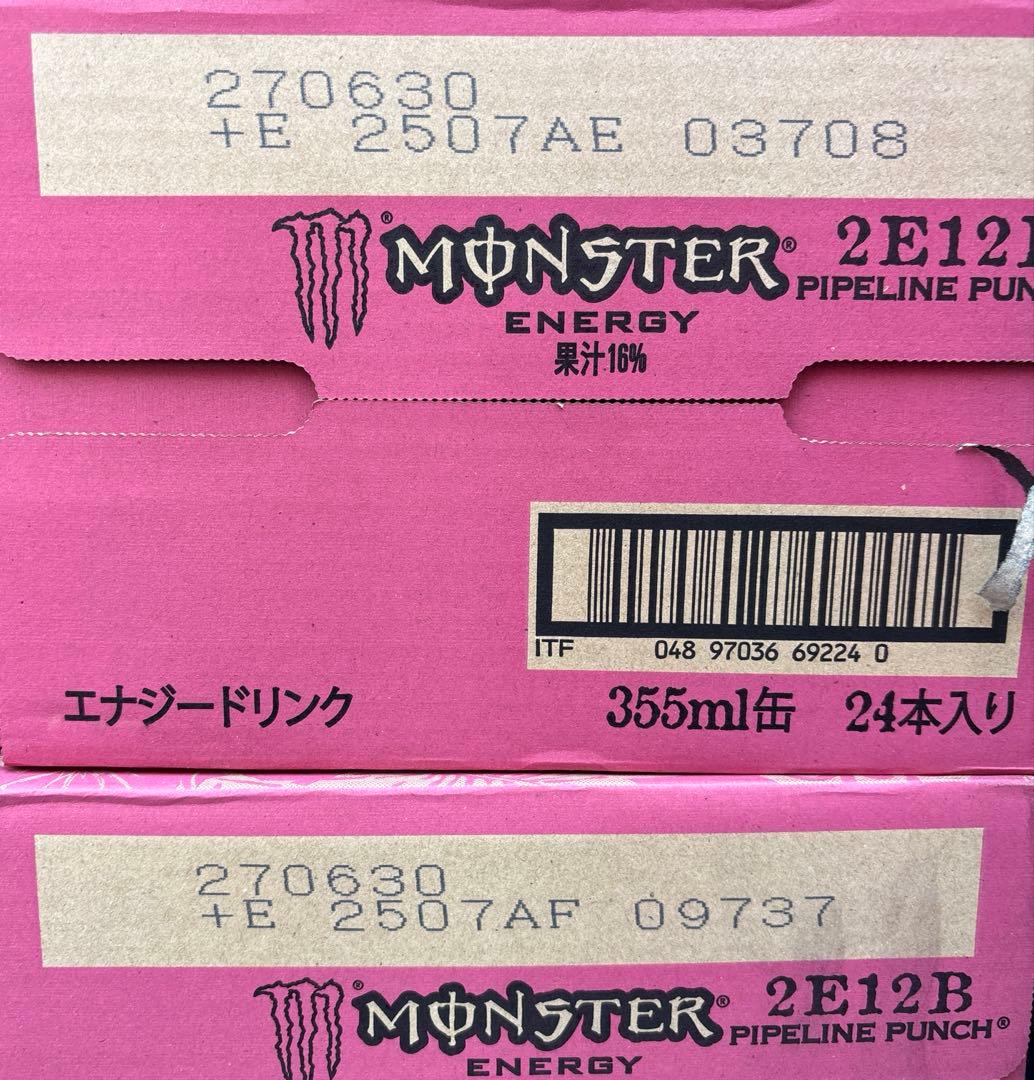 270630
+E 2507AE 03708
MONSTER® 2E12
ENERGY PIPELINE PUN
果汁16%
ITF 048 97036 69224 0
エナジードリンク 355ml缶 24本入り
270630
+E 2507AF 09737
MONSTER® 2E12B
ENERGY PIPELINE PUNCH®